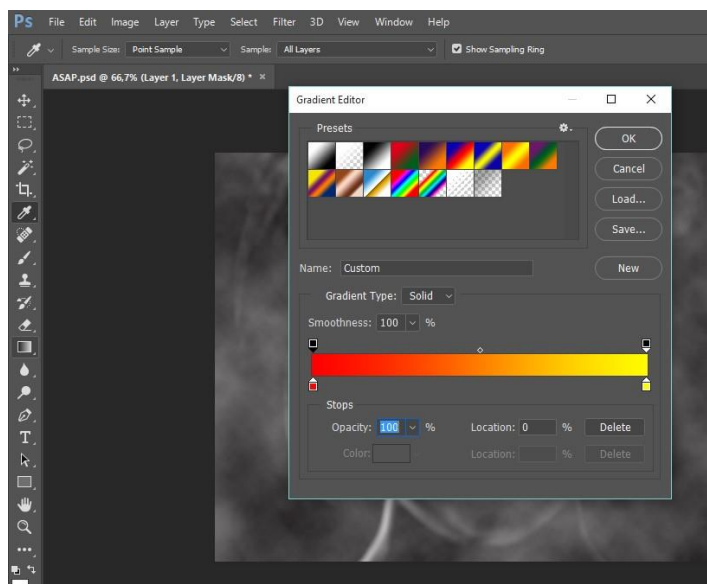 Ps File Edit Image Layer Type Select Filter 3D View Window Help
Sample Size: Point Sample Sample: All Layers Show Sampling Ring
ASAP.psd @ 66,7% (Layer 1, Layer Mask/8) * ×
Gradient Editor
Presets
OK
Cancel
Load...
Save...
Name: Custom
New
Gradient Type: Solid
Smoothness: 100 %
Stops
Opacity: 100 % Location: 0 % Delete
Color: Location: % Delete
T